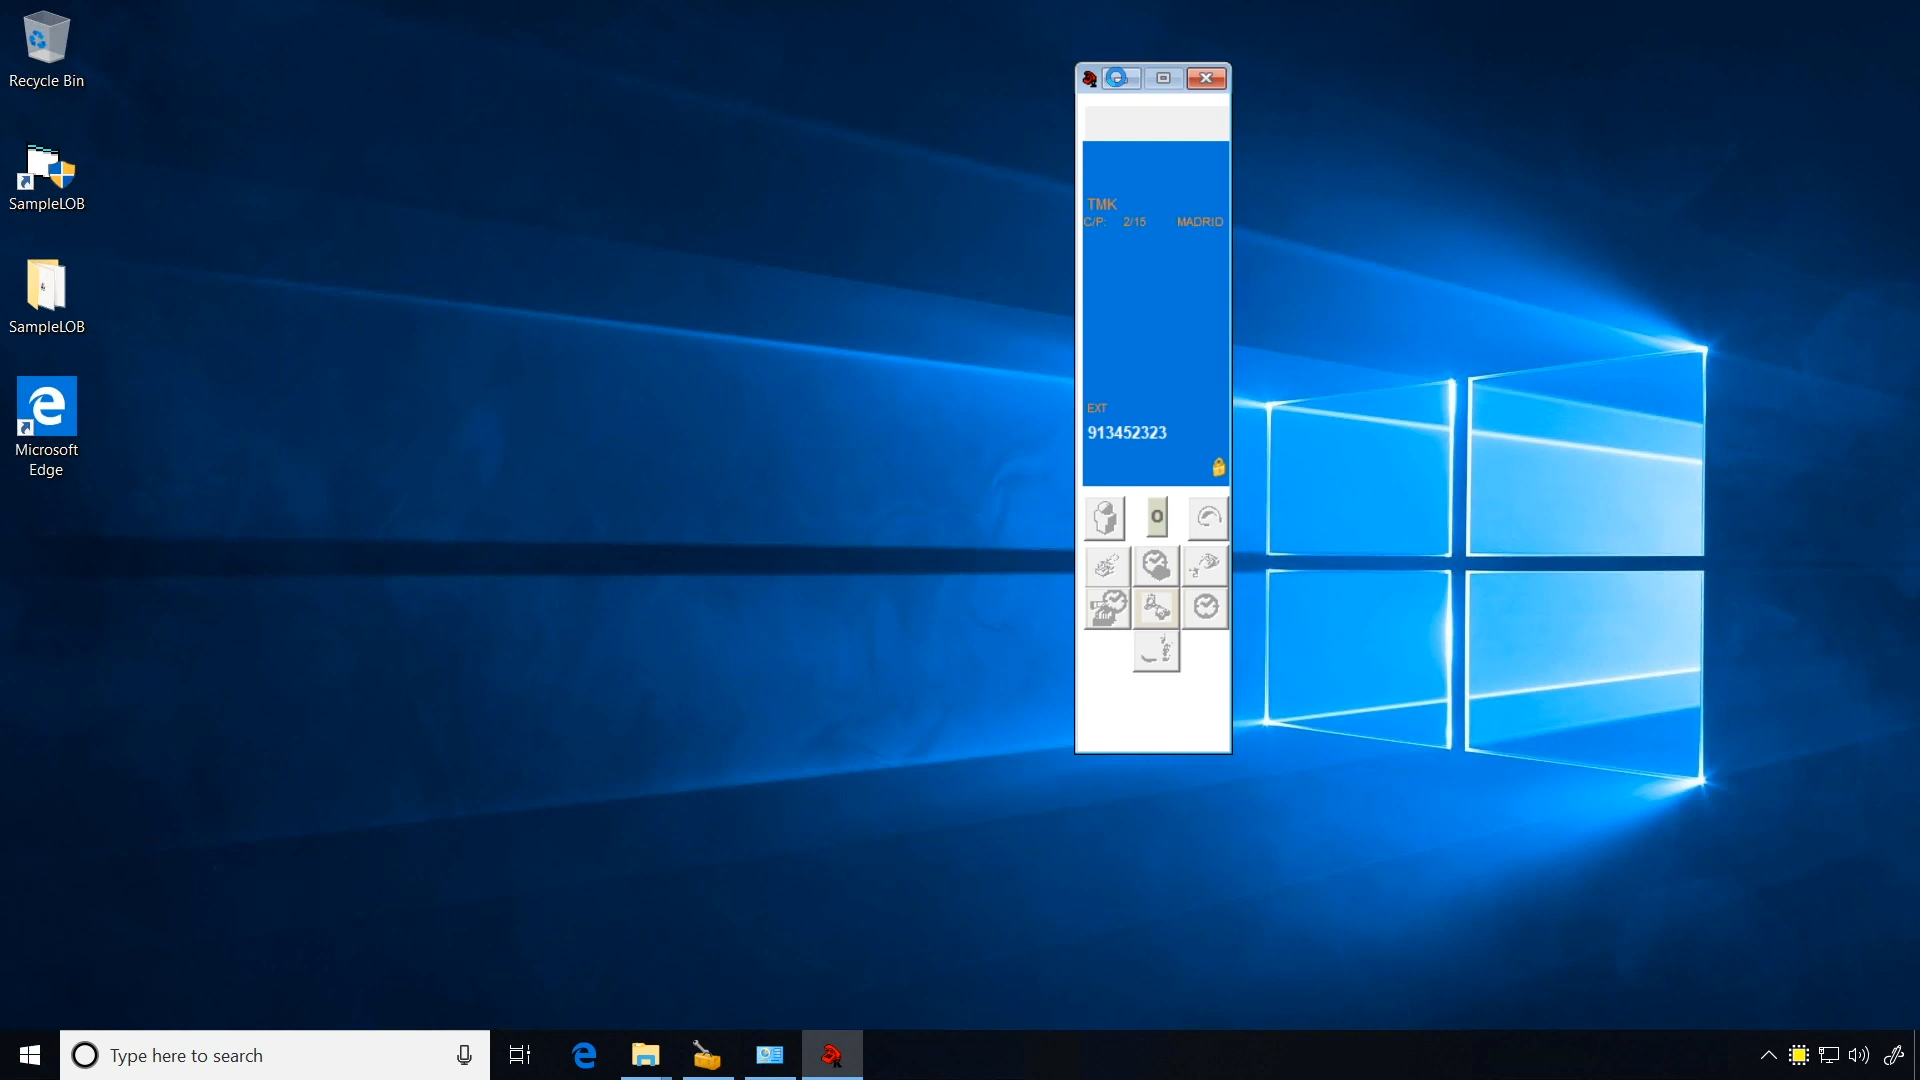 Recycle Bin
SampleLOB
SampleLOB
Microsoft
Edge
TMK
C/P: 2/15 MADRID
EXT
913452323
0
Type here to search